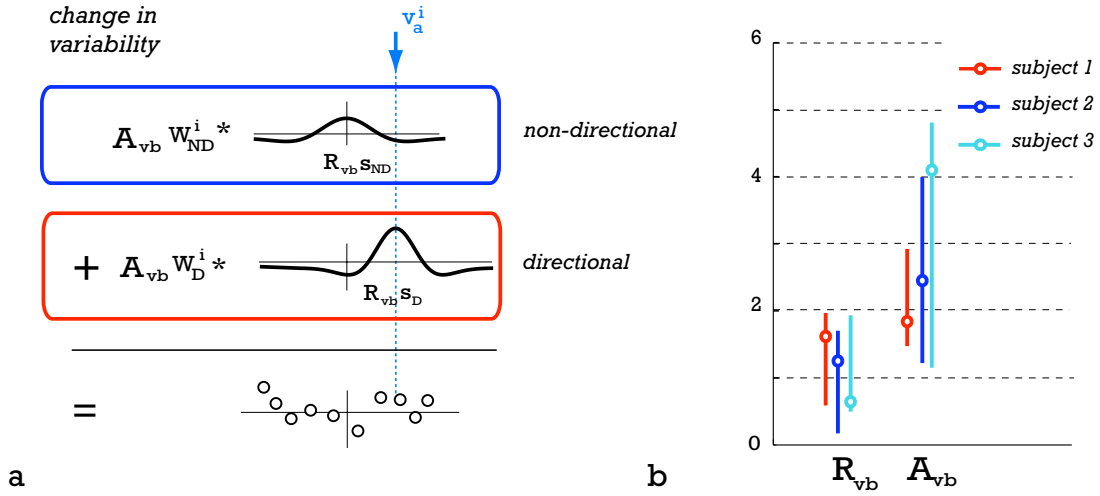 change in
variability
v_a^i
A_vb W_ND^i *
R_vb s_ND
non-directional
+ A_vb W_D^i *
R_vb s_D
directional
=
a
6
4
2
0
subject 1
subject 2
subject 3
R_vb
A_vb
b